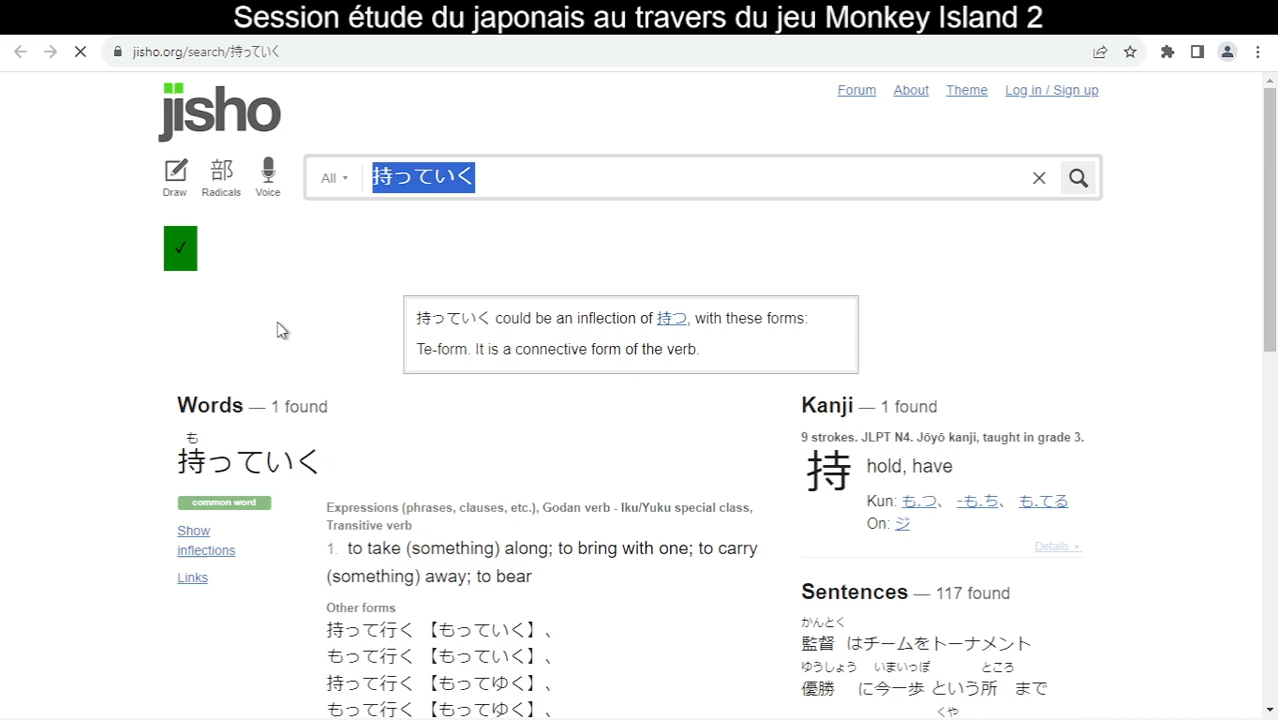 Session étude du japonais au travers du jeu Monkey Island 2
jisho.org/search/持っていく
jisho
Forum About Theme Log in / Sign up
部
Draw Radicals Voice
All
持っていく
✓
持っていく could be an inflection of 持つ, with these forms:
Te-form. It is a connective form of the verb.
Words — 1 found
も
持っていく
common word
Show
inflections
Links
Expressions (phrases, clauses, etc.), Godan verb - Iku/Yuku special class,
Transitive verb
1. to take (something) along; to bring with one; to carry
(something) away; to bear
Other forms
持って行く 【もっていく】、
もって行く 【もっていく】、
持って行く 【もってゆく】、
もって行く 【もってゆく】、
Kanji — 1 found
9 strokes. JLPT N4. Jōyō kanji, taught in grade 3.
持
hold, have
Kun: も.つ、 -も.ち、 も.てる
On: ジ
Details
Sentences — 117 found
かんとく
監督 はチームをトーナメント
ゆうしょう いまいっぽ ところ
優勝 に今一歩 という所 まで
くや